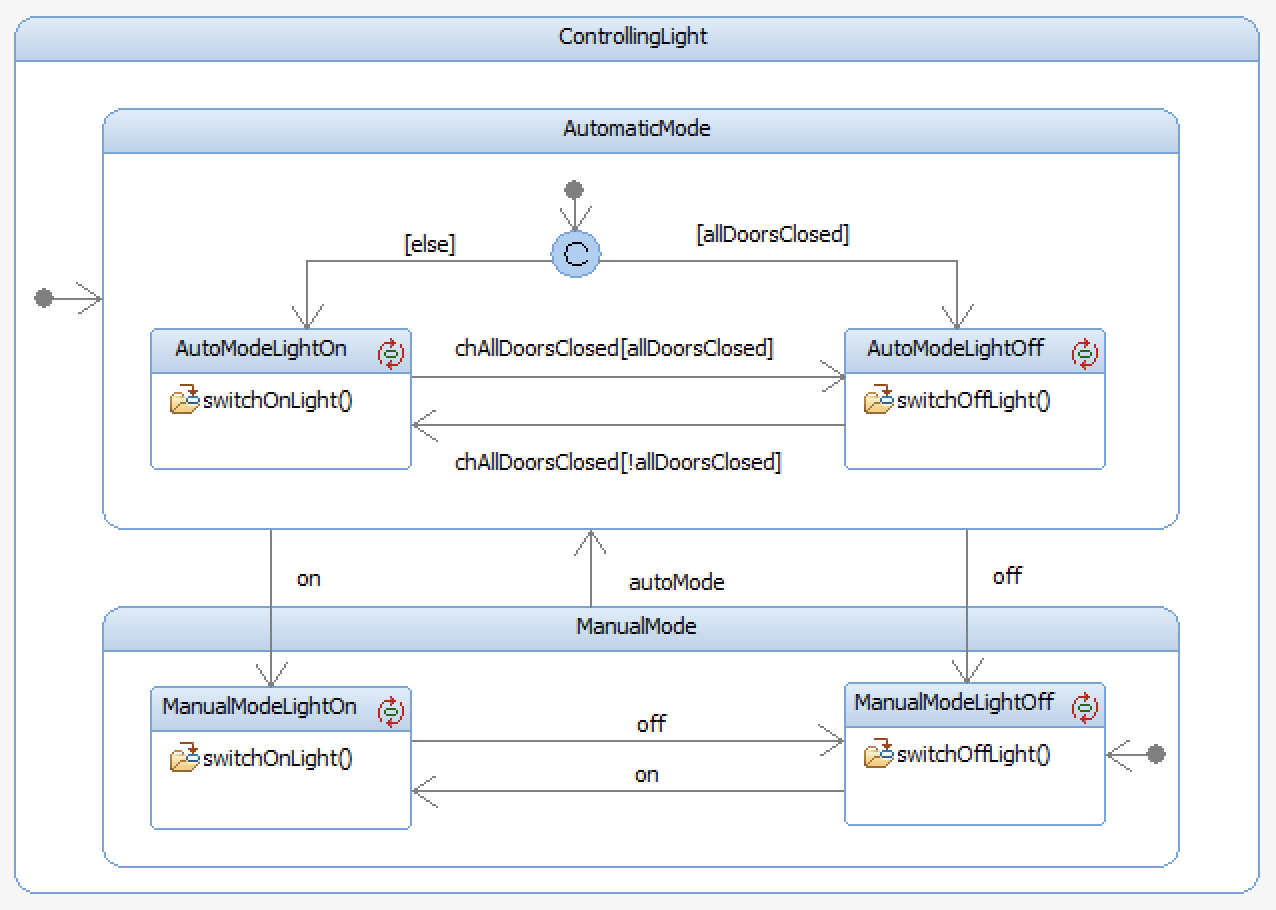 ControllingLight
AutomaticMode
[else]
[allDoorsClosed]
C
AutoModeLightOn
chAllDoorsClosed[allDoorsClosed]
AutoModeLightOff
switchOnLight()
switchOffLight()
chAllDoorsClosed[!allDoorsClosed]
on
autoMode
off
ManualMode
ManualModeLightOn
ManualModeLightOff
off
switchOnLight()
switchOffLight()
on